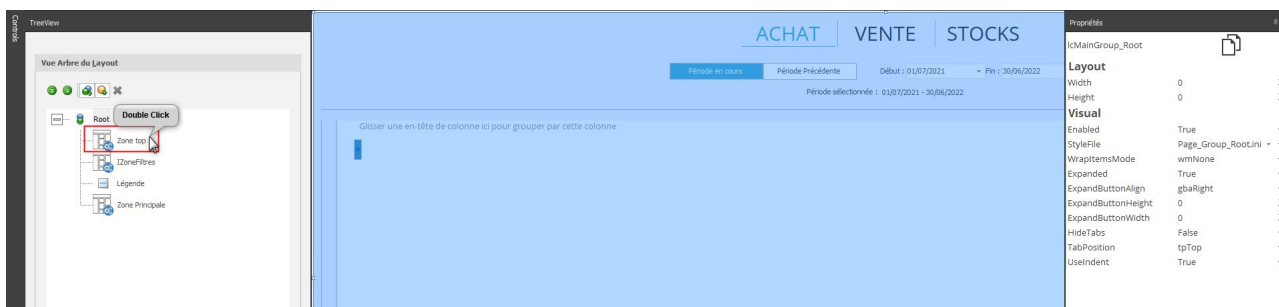 Controls
TreeView
Vue Arbre du Layout
Root
Double Click
Zone top
IZoneFiltres
Légende
Zone Principale
ACHAT VENTE STOCKS
Période en cours Période Précédente Début : 01/07/2021 Fin : 30/06/2022
Période sélectionnée : 01/07/2021 - 30/06/2022
Glisser une en-tête de colonne ici pour grouper par cette colonne
Propriétés
lcMainGroup_Root
Layout
Width 0
Height 0
Visual
Enabled True
StyleFile Page_Group_Root.ini
WrapItemsMode wmNone
Expanded True
ExpandButtonAlign gbaRight
ExpandButtonHeight 0
ExpandButtonWidth 0
HideTabs False
TabPosition tpTop
UseIndent True